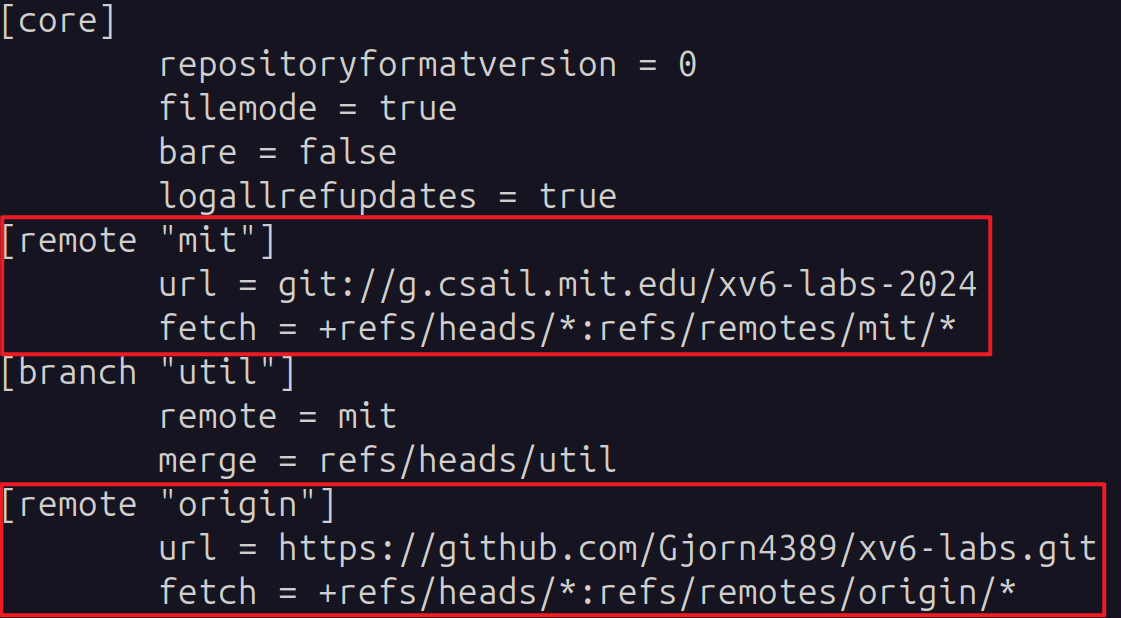 [core]
        repositoryformatversion = 0
        filemode = true
        bare = false
        logallrefupdates = true
[remote "mit"]
        url = git://g.csail.mit.edu/xv6-labs-2024
        fetch = +refs/heads/*:refs/remotes/mit/*
[branch "util"]
        remote = mit
        merge = refs/heads/util
[remote "origin"]
        url = https://github.com/Gjorn4389/xv6-labs.git
        fetch = +refs/heads/*:refs/remotes/origin/*